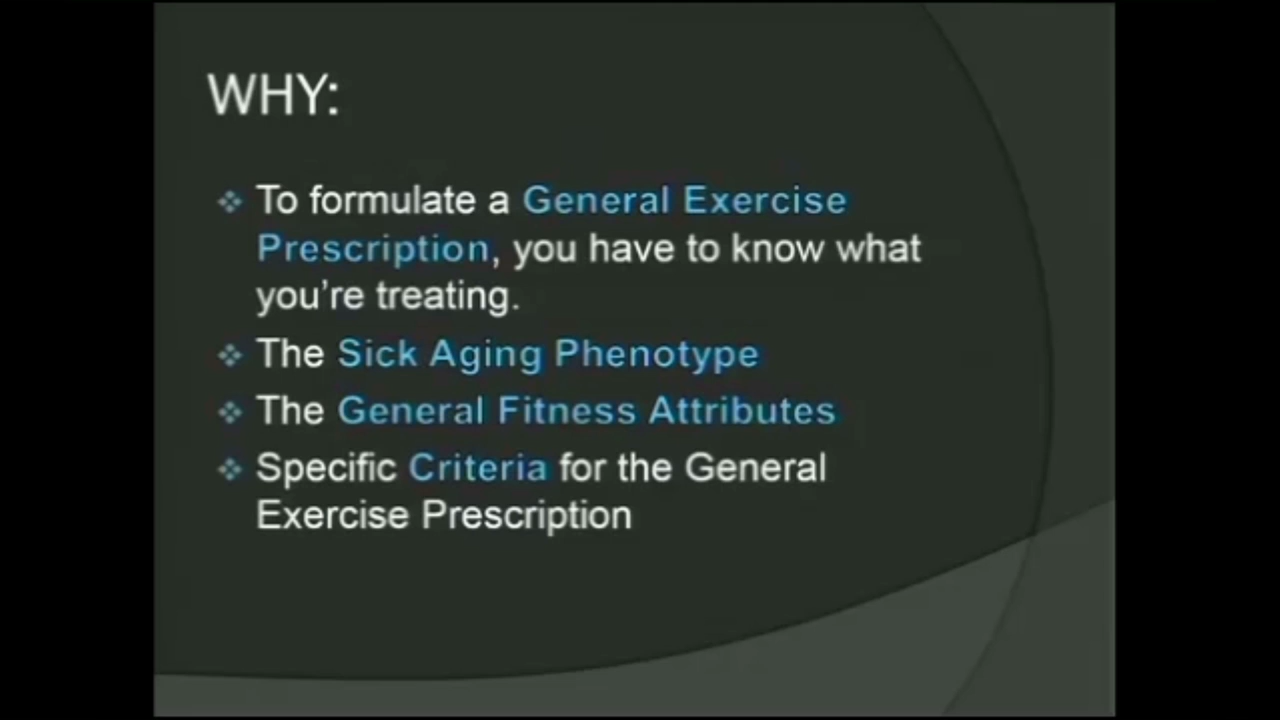 WHY:
To formulate a General Exercise
Prescription, you have to know what
you’re treating.
The Sick Aging Phenotype
The General Fitness Attributes
Specific Criteria for the General
Exercise Prescription